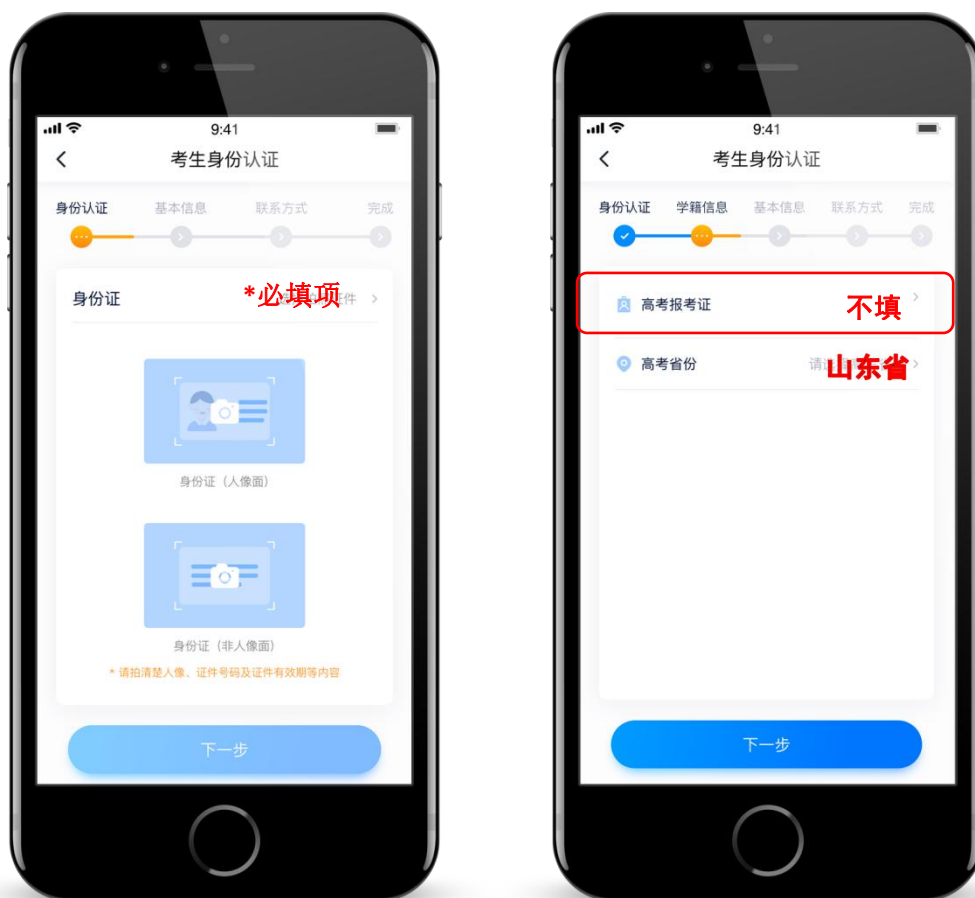 9:41
考生身份认证
身份认证 基本信息 联系方式 完成
身份证 *必填项 件
身份证（人像面）
身份证（非人像面）
* 请拍清楚人像、证件号码及证件有效期等内容
下一步
9:41
考生身份认证
身份认证 学籍信息 基本信息 联系方式 完成
高考报考证 不填
高考省份 请 山东省
下一步